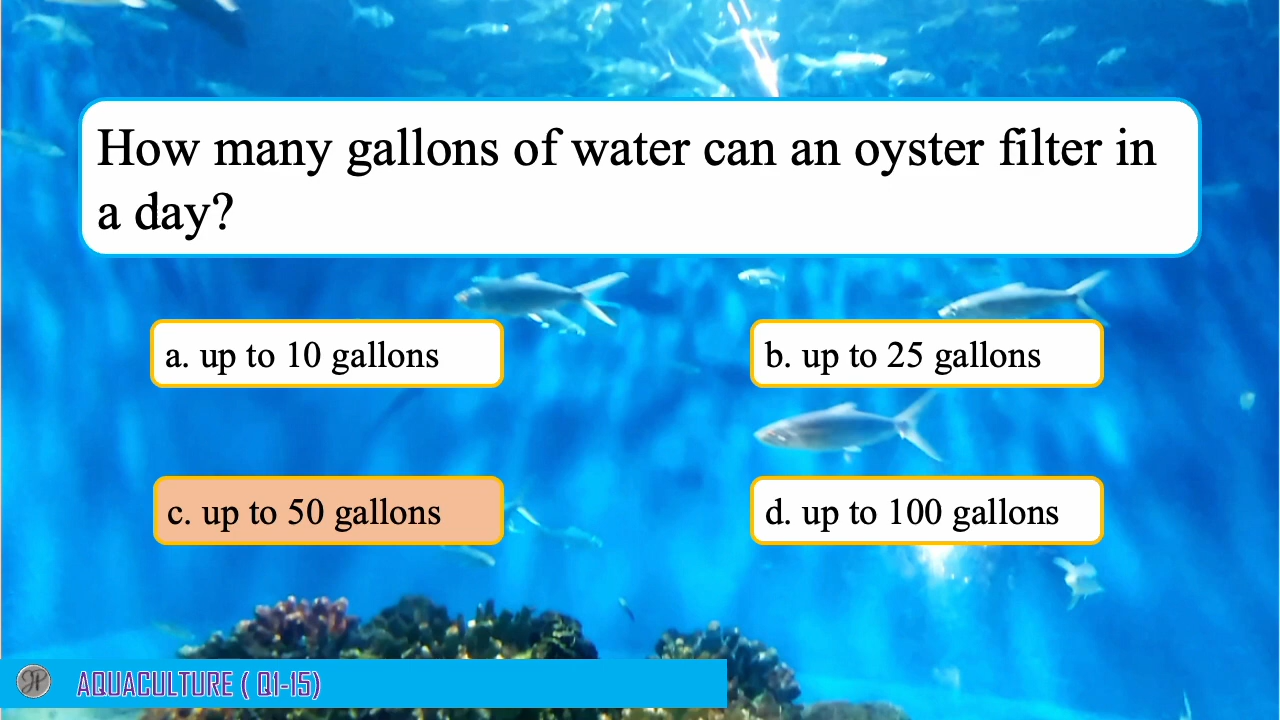 How many gallons of water can an oyster filter in
a day?
a. up to 10 gallons
b. up to 25 gallons
c. up to 50 gallons
d. up to 100 gallons
AQUACULTURE ( Q1-15)